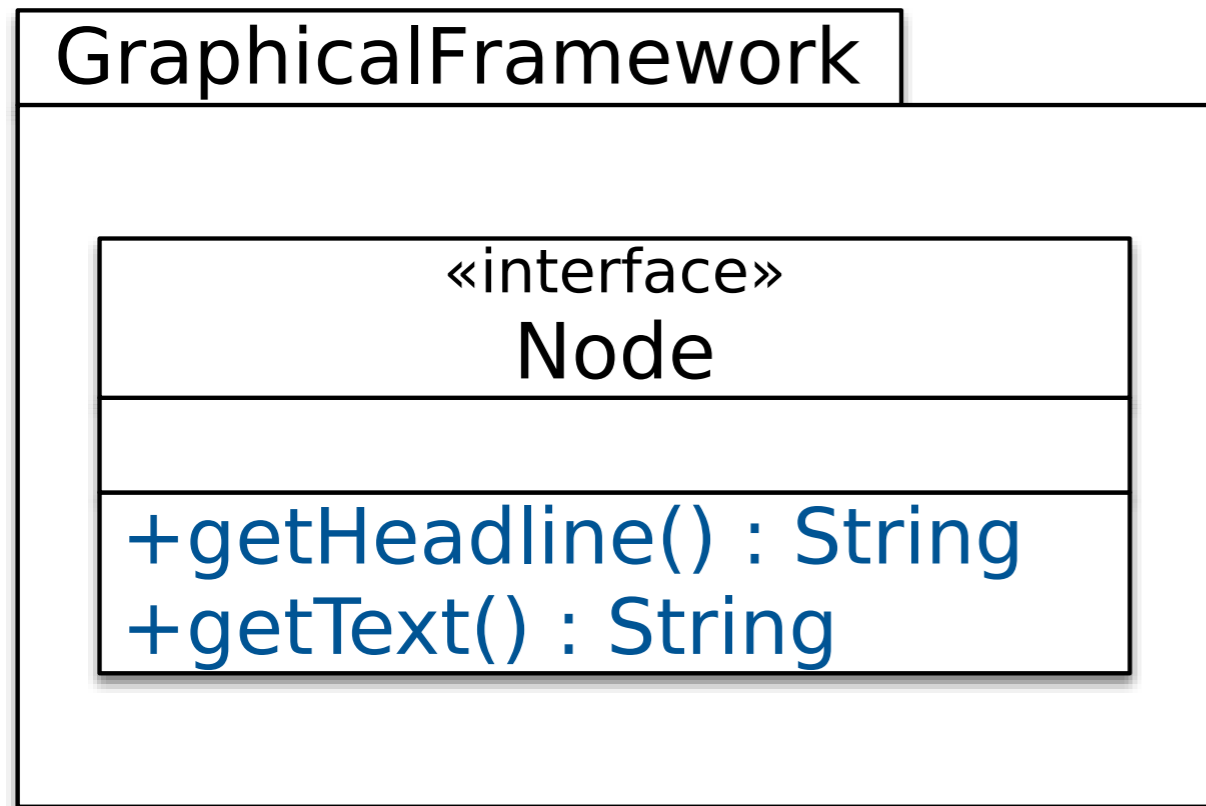 GraphicalFramework
«interface»
Node
+getHeadline() : String
+getText() : String